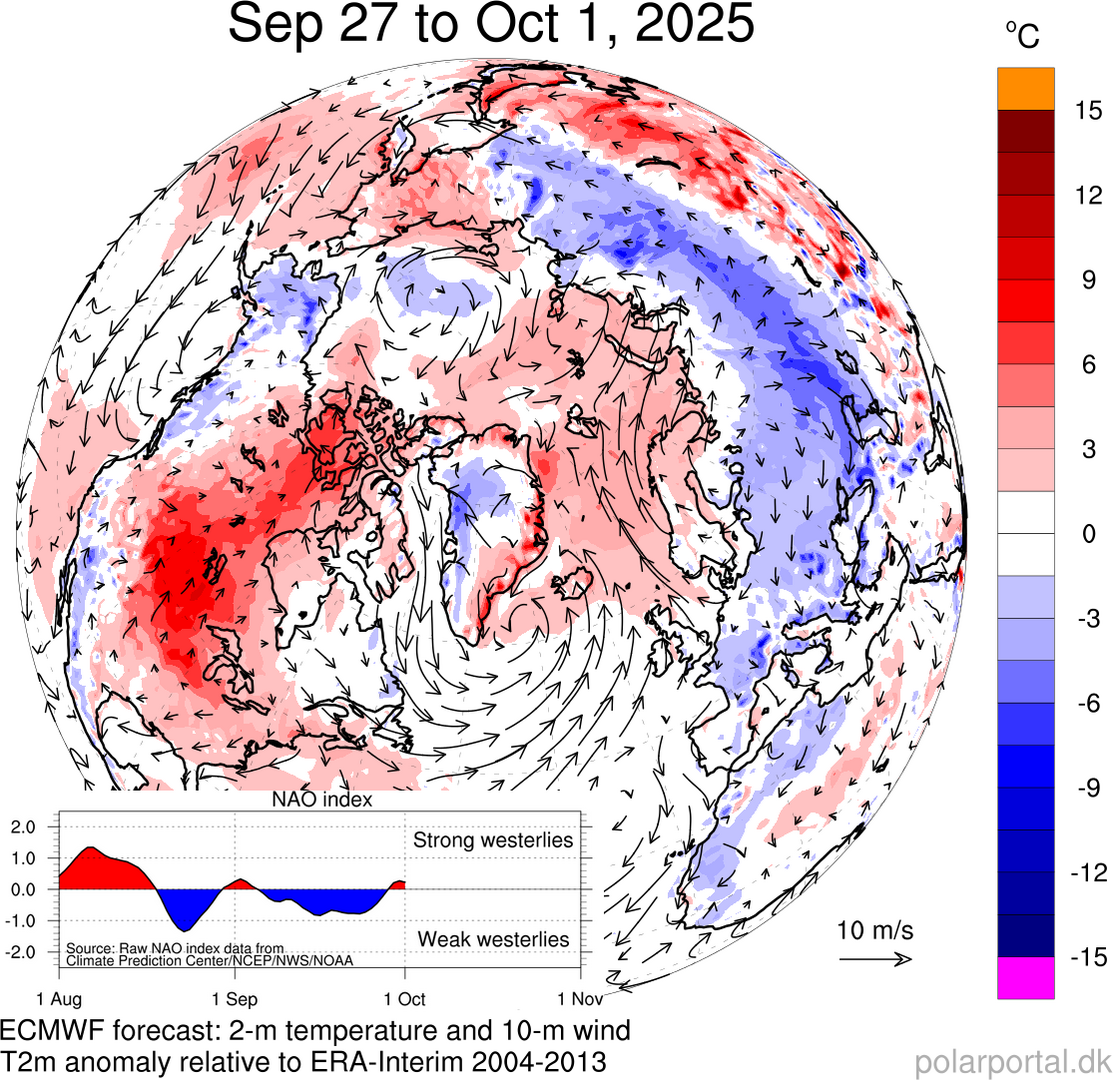 Sep 27 to Oct 1, 2025
°C
15
12
9
6
3
0
-3
-6
-9
-12
-15
10 m/s
NAO index
2.0
1.0
0.0
-1.0
-2.0
Strong westerlies
Weak westerlies
Source: Raw NAO index data from
Climate Prediction Center/NCEP/NWS/NOAA
1 Aug 1 Sep 1 Oct 1 Nov
ECMWF forecast: 2-m temperature and 10-m wind
T2m anomaly relative to ERA-Interim 2004-2013
polarportal.dk